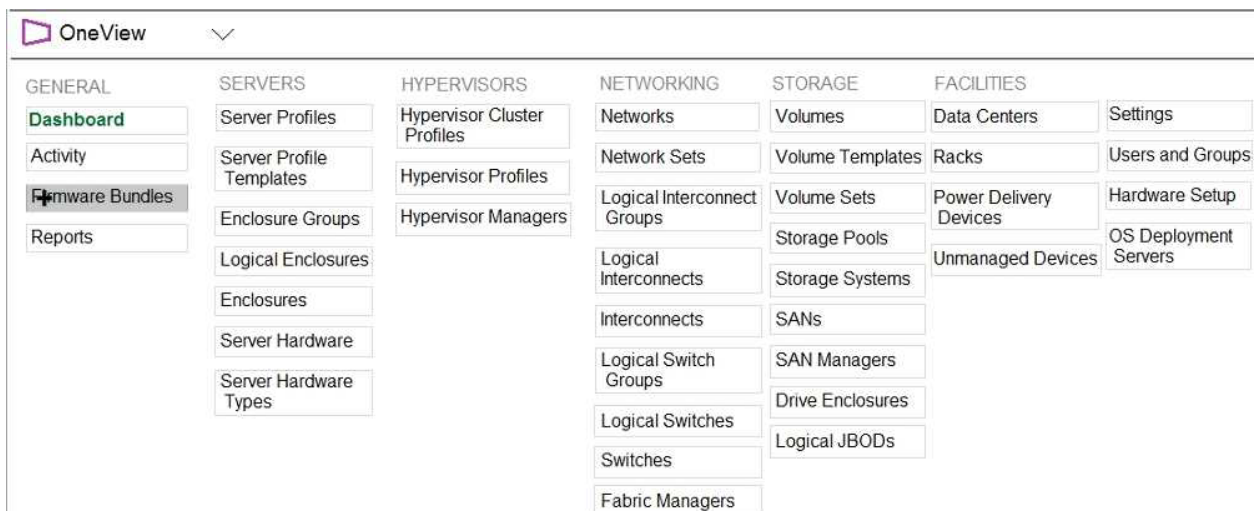 OneView
GENERAL
Dashboard
Activity
Firmware Bundles
Reports
SERVERS
Server Profiles
Server Profile
Templates
Enclosure Groups
Logical Enclosures
Enclosures
Server Hardware
Server Hardware
Types
HYPERVISORS
Hypervisor Cluster
Profiles
Hypervisor Profiles
Hypervisor Managers
NETWORKING
Networks
Network Sets
Logical Interconnect
Groups
Logical
Interconnects
Interconnects
Logical Switch
Groups
Logical Switches
Switches
Fabric Managers
STORAGE
Volumes
Volume Templates
Volume Sets
Storage Pools
Storage Systems
SANs
SAN Managers
Drive Enclosures
Logical JBODs
FACILITIES
Data Centers
Racks
Power Delivery
Devices
Unmanaged Devices
Settings
Users and Groups
Hardware Setup
OS Deployment
Servers